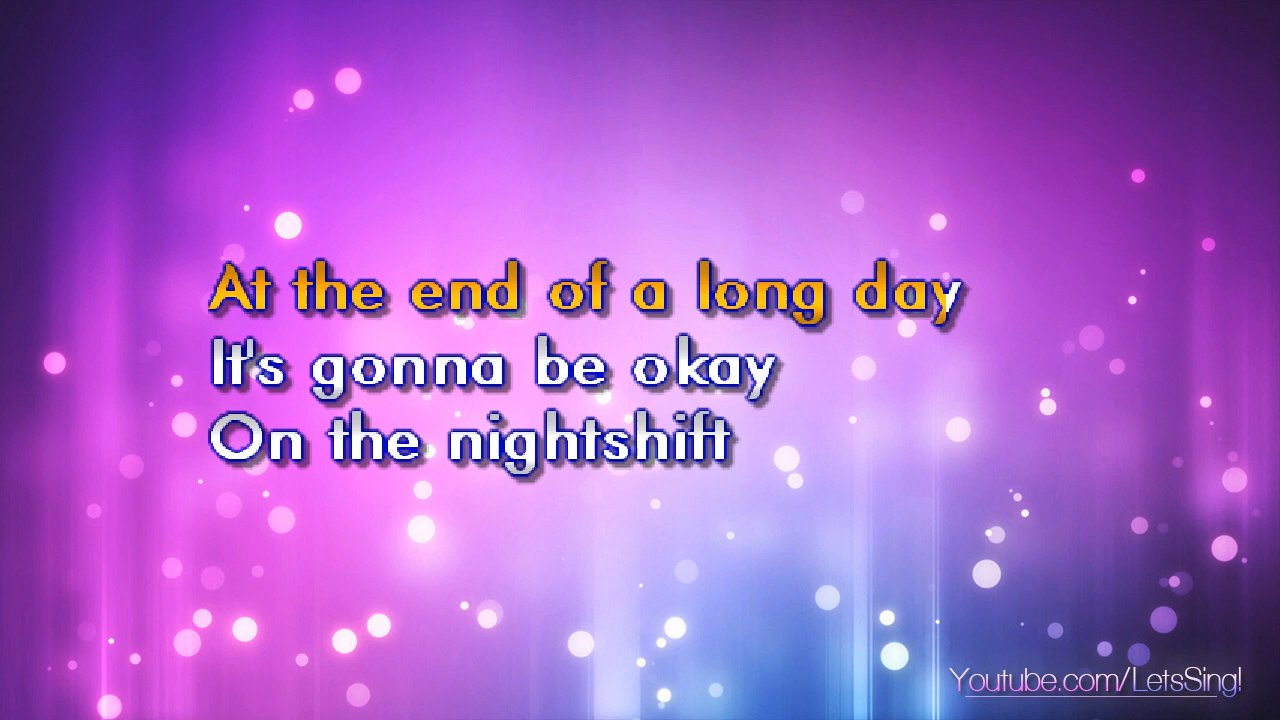 At the end of a long day
It's gonna be okay
On the nightshift
Youtube.com/LetsSing!